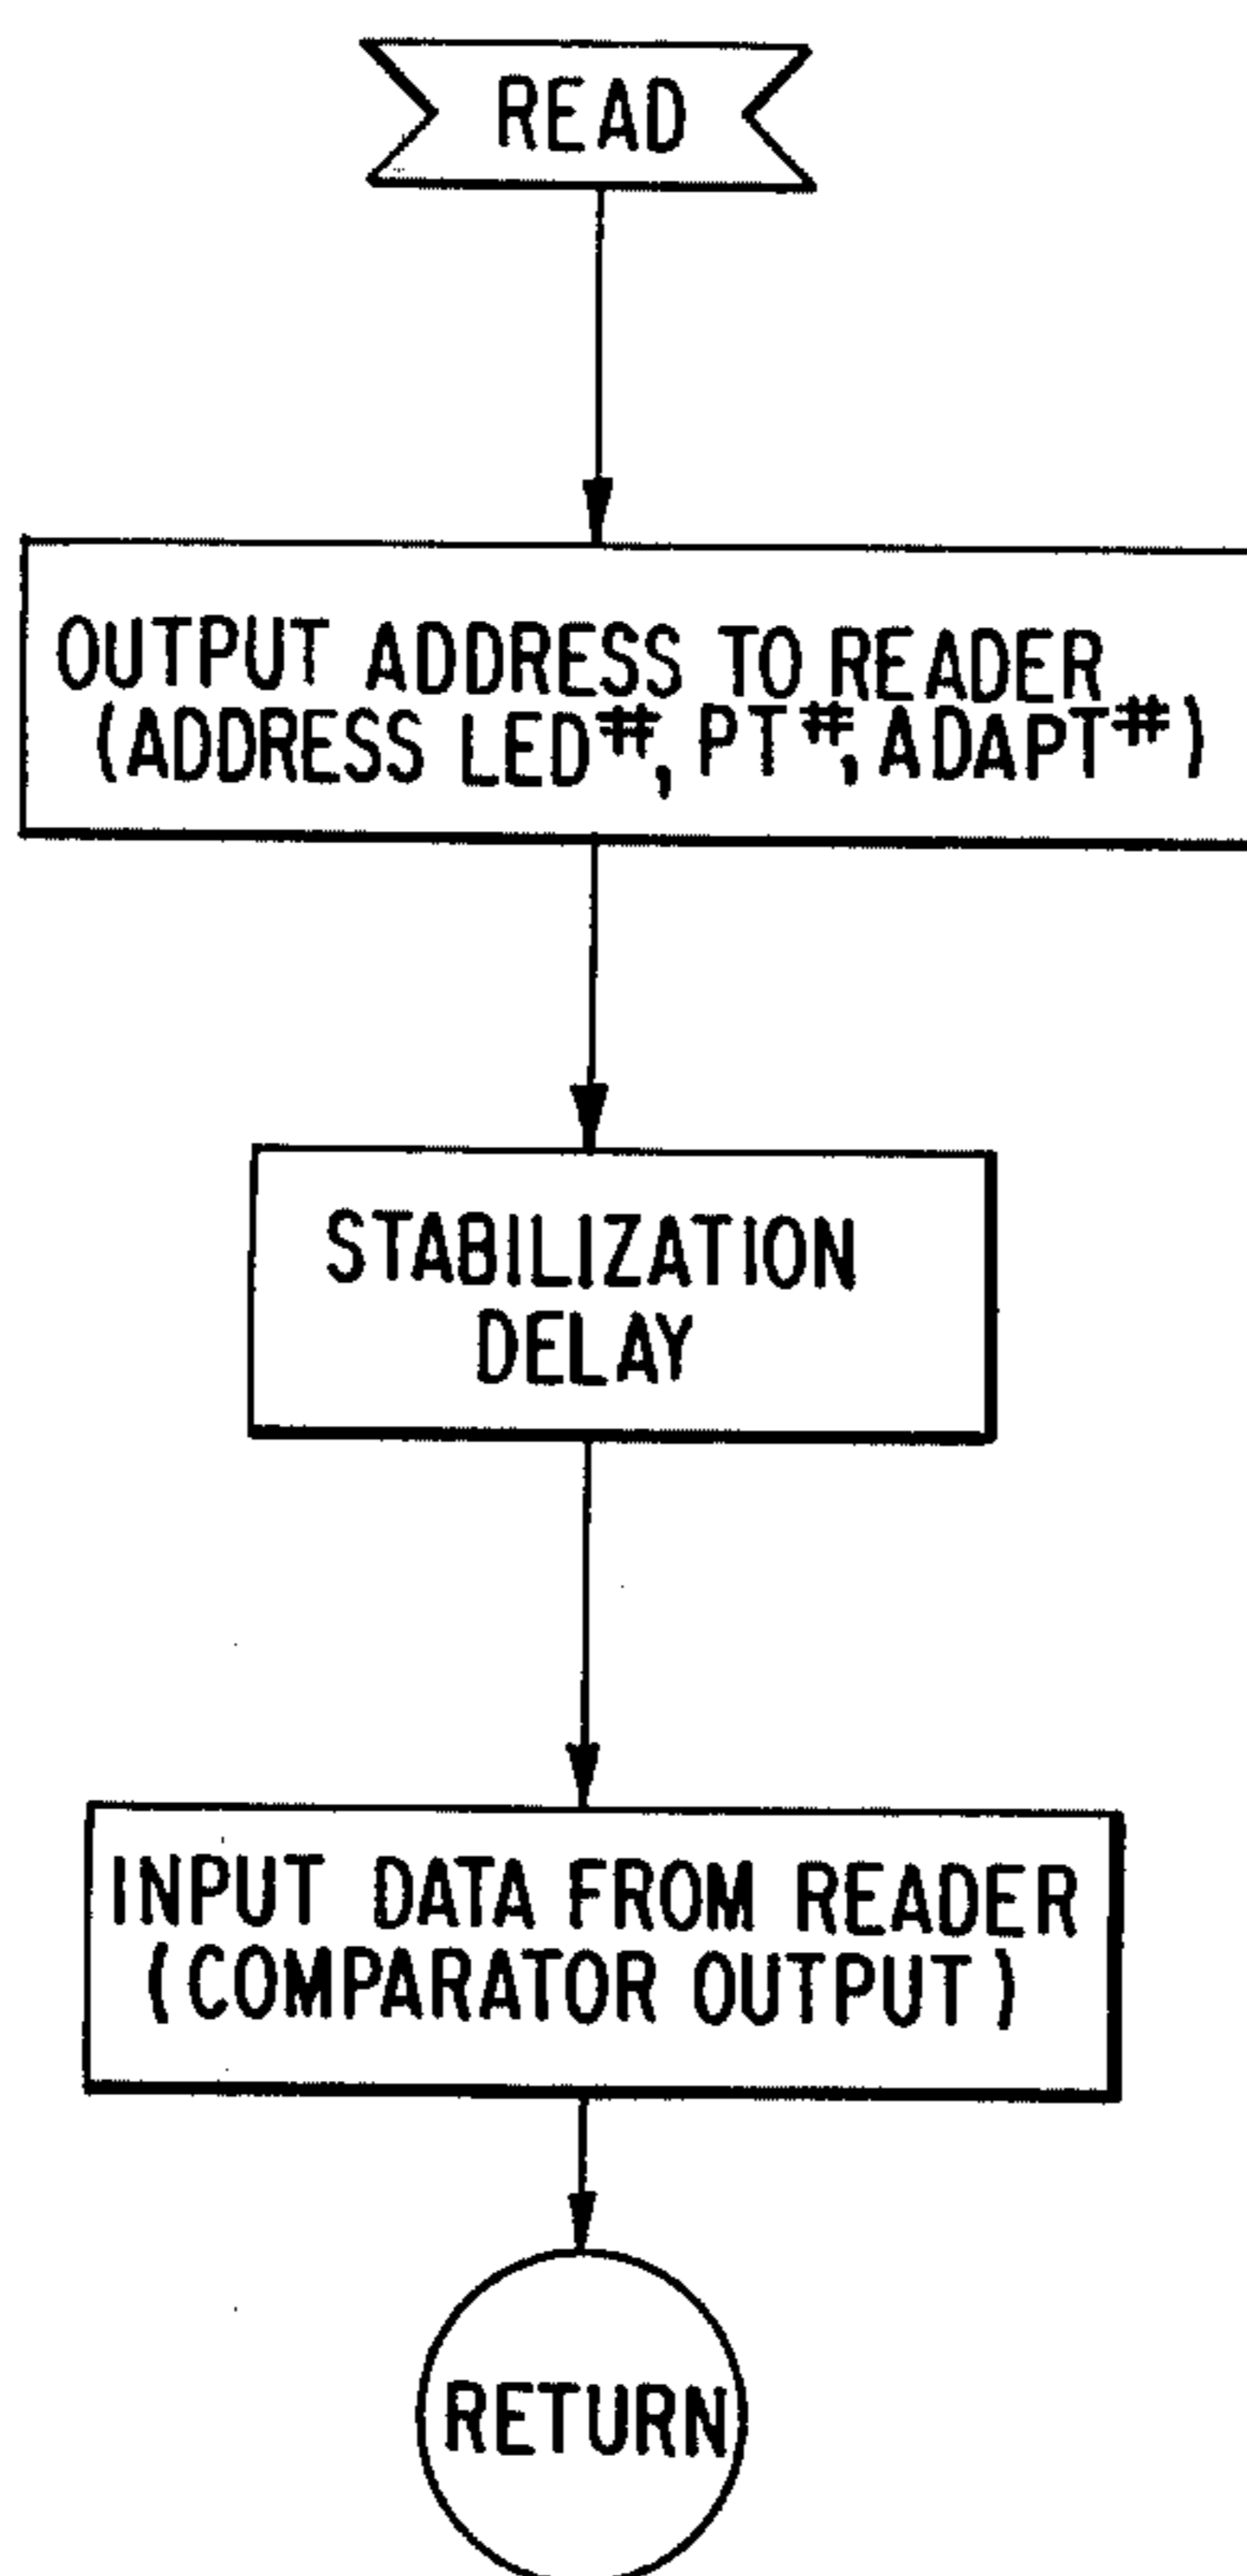 READ
OUTPUT ADDRESS TO READER
(ADDRESS LED#, PT#, ADAPT#)
STABILIZATION
DELAY
INPUT DATA FROM READER
(COMPARATOR OUTPUT)
RETURN